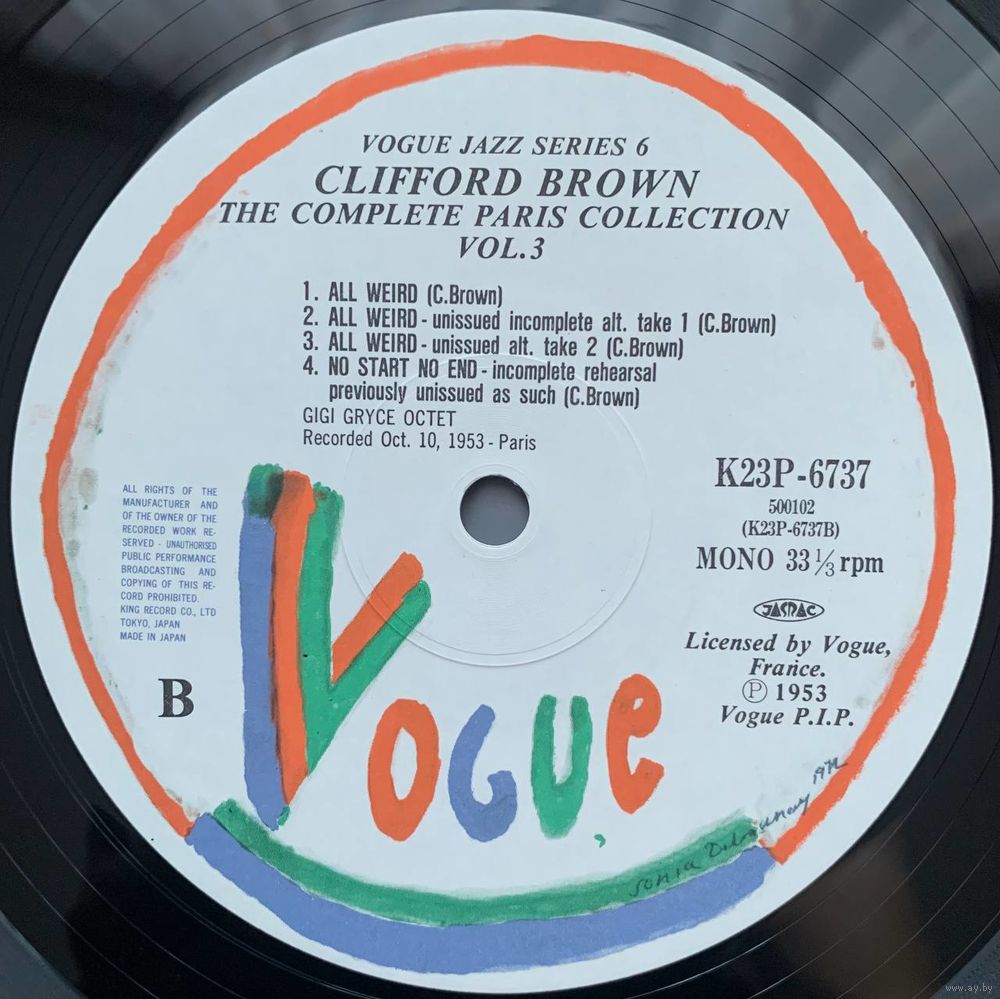 VOGUE JAZZ SERIES 6
CLIFFORD BROWN
THE COMPLETE PARIS COLLECTION
VOL.3
1. ALL WEIRD (C.Brown)
2. ALL WEIRD - unissued incomplete alt. take 1 (C.Brown)
3. ALL WEIRD - unissued alt. take 2 (C.Brown)
4. NO START NO END - incomplete rehearsal
previously unissued as such (C.Brown)
GIGI GRYCE OCTET
Recorded Oct. 10, 1953 - Paris
ALL RIGHTS OF THE
MANUFACTURER AND
OF THE OWNER OF THE
RECORDED WORK RE-
SERVED - UNAUTHORISED
PUBLIC PERFORMANCE
BROADCASTING AND
COPYING OF THIS RE-
CORD PROHIBITED.
KING RECORD CO., LTD
TOKYO, JAPAN
MADE IN JAPAN
B
K23P-6737
500102
(K23P-6737B)
MONO 33 ⅓ rpm
JASRAC
Licensed by Vogue,
France.
Ⓟ 1953
Vogue P.I.P.
VOGUE
sonia Delaunay
www.ay.by